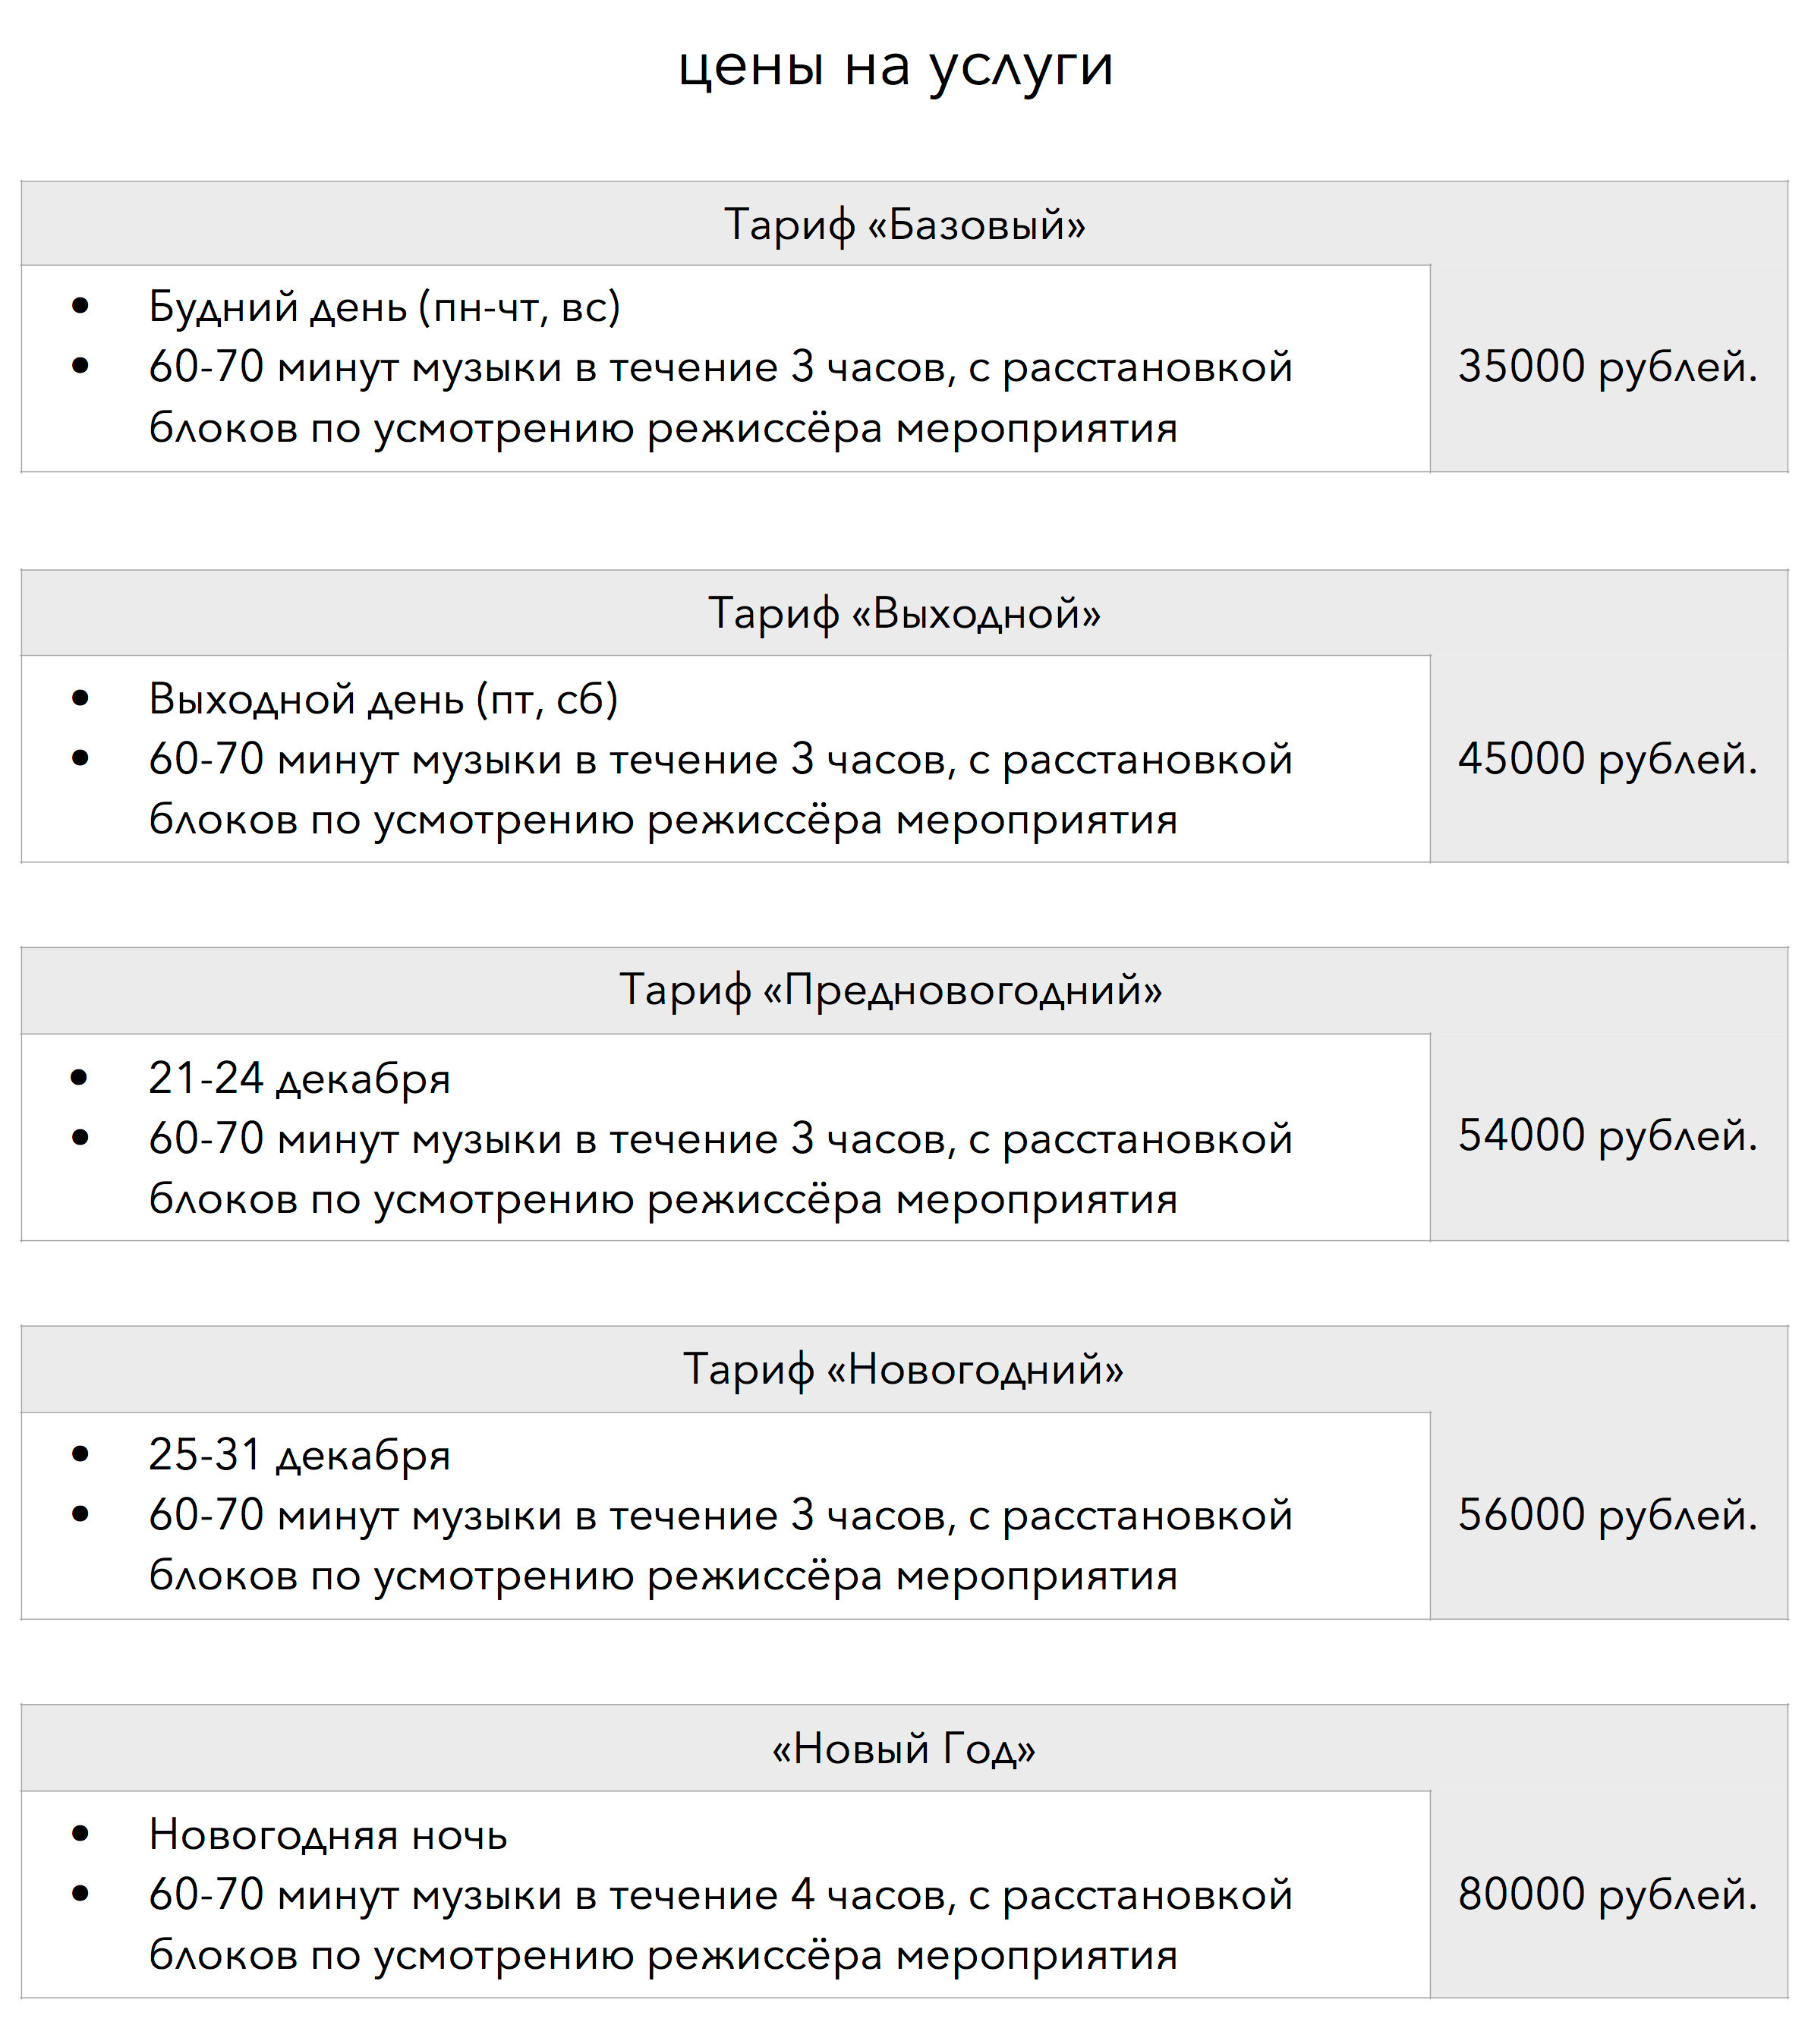 цены на услуги
Тариф «Базовый»
• Будний день (пн-чт, вс)
• 60-70 минут музыки в течение 3 часов, с расстановкой
блоков по усмотрению режиссёра мероприятия
35000 рублей.
Тариф «Выходной»
• Выходной день (пт, сб)
• 60-70 минут музыки в течение 3 часов, с расстановкой
блоков по усмотрению режиссёра мероприятия
45000 рублей.
Тариф «Предновогодний»
• 21-24 декабря
• 60-70 минут музыки в течение 3 часов, с расстановкой
блоков по усмотрению режиссёра мероприятия
54000 рублей.
Тариф «Новогодний»
• 25-31 декабря
• 60-70 минут музыки в течение 3 часов, с расстановкой
блоков по усмотрению режиссёра мероприятия
56000 рублей.
«Новый Год»
• Новогодняя ночь
• 60-70 минут музыки в течение 4 часов, с расстановкой
блоков по усмотрению режиссёра мероприятия
80000 рублей.